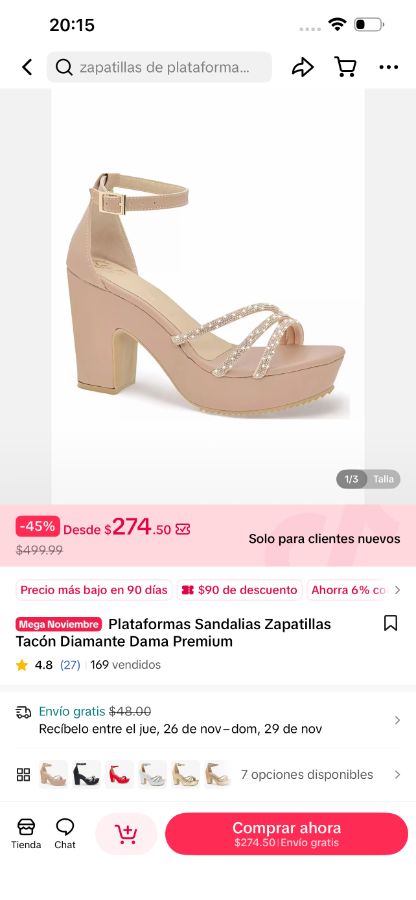 20:15
zapatillas de plataforma...
1/3 Talla
-45% Desde $274.50
$499.99
Solo para clientes nuevos
Precio más bajo en 90 días $90 de descuento Ahorra 6% co
Mega Noviembre Plataformas Sandalias Zapatillas
Tacón Diamante Dama Premium
4.8 (27) 169 vendidos
Envío gratis $48.00
Recíbelo entre el jue, 26 de nov–dom, 29 de nov
7 opciones disponibles
Tienda
Chat
Comprar ahora
$274.50|Envío gratis